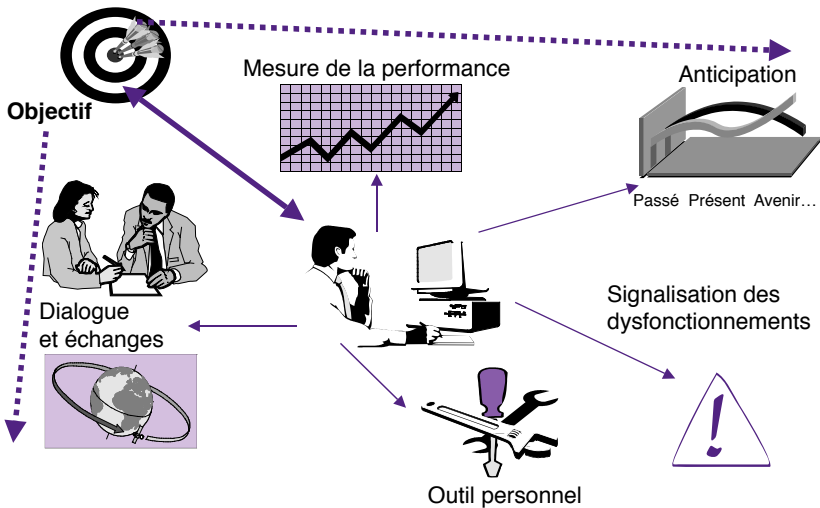 Mesure de la performance
Anticipation
Objectif
Passé Présent Avenir…
Signalisation des
dysfonctionnements
Dialogue
et échanges
Outil personnel